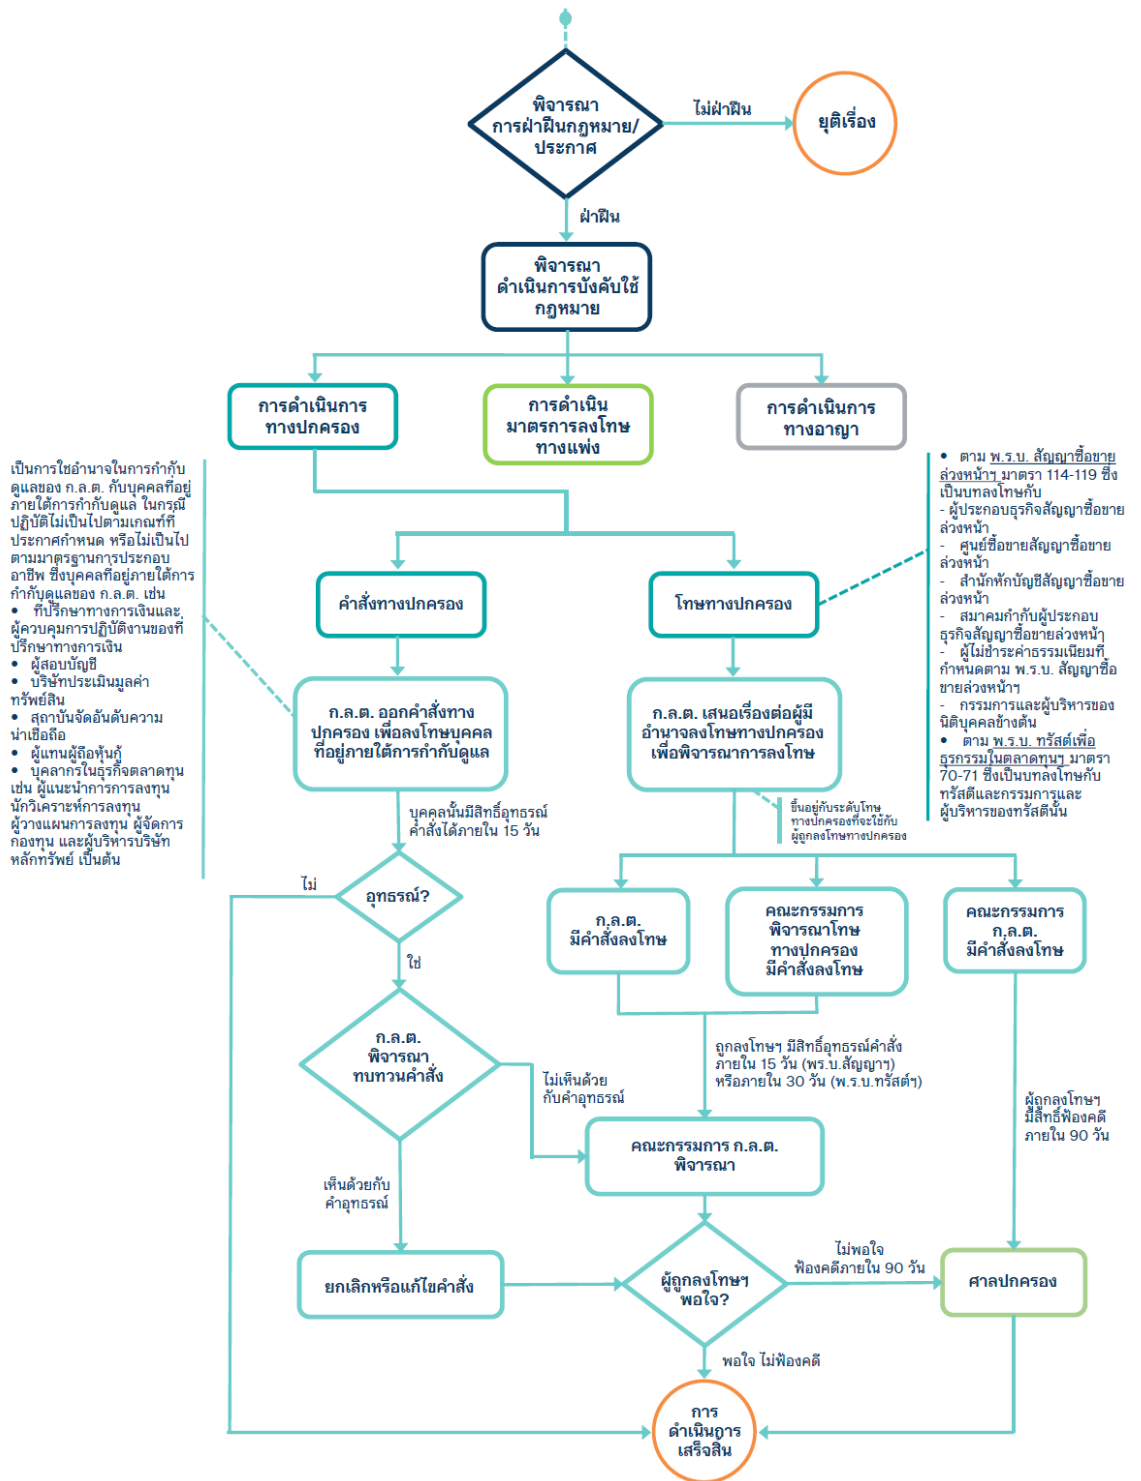 พิจารณา
การฝ่าฝืนกฎหมาย/
ประกาศ
ไม่ฝ่าฝืน
ยุติเรื่อง
ฝ่าฝืน
พิจารณา
ดำเนินการบังคับใช้
กฎหมาย
การดำเนินการ
ทางปกครอง
การดำเนิน
มาตรการลงโทษ
ทางแพ่ง
การดำเนินการ
ทางอาญา
เป็นการใช้อำนาจในการกำกับ
ดูแลของ ก.ล.ต. กับบุคคลที่อยู่
ภายใต้การกำกับดูแล ในกรณี
ปฏิบัติไม่เป็นไปตามเกณฑ์ที่
ประกาศกำหนด หรือไม่เป็นไป
ตามมาตรฐานการประกอบ
อาชีพ ซึ่งบุคคลที่อยู่ภายใต้การ
กำกับดูแลของ ก.ล.ต. เช่น
• ที่ปรึกษาทางการเงินและ
ผู้ควบคุมการปฏิบัติงานของที่
ปรึกษาทางการเงิน
• ผู้สอบบัญชี
• บริษัทประเมินมูลค่า
ทรัพย์สิน
• สถาบันจัดอันดับความ
น่าเชื่อถือ
• ผู้แทนผู้ถือหุ้นกู้
• บุคลากรในธุรกิจตลาดทุน
เช่น ผู้แนะนำการการลงทุน
นักวิเคราะห์การลงทุน
ผู้วางแผนการลงทุน ผู้จัดการ
กองทุน และผู้บริหารบริษัท
หลักทรัพย์ เป็นต้น
คำสั่งทางปกครอง
โทษทางปกครอง
• ตาม พ.ร.บ. สัญญาซื้อขาย
ล่วงหน้าฯ มาตรา 114-119 ซึ่ง
เป็นบทลงโทษกับ
- ผู้ประกอบธุรกิจสัญญาซื้อขาย
ล่วงหน้า
- ศูนย์ซื้อขายสัญญาซื้อขาย
ล่วงหน้า
- สำนักหักบัญชีสัญญาซื้อขาย
ล่วงหน้า
- สมาคมกำกับผู้ประกอบ
ธุรกิจสัญญาซื้อขายล่วงหน้า
- ผู้ไม่ชำระค่าธรรมเนียมที่
กำหนดตาม พ.ร.บ. สัญญาซื้อ
ขายล่วงหน้าฯ
- กรรมการและผู้บริหารของ
นิติบุคคลข้างต้น
• ตาม พ.ร.บ. ทรัสต์เพื่อ
ธุรกรรมในตลาดทุนฯ มาตรา
70-71 ซึ่งเป็นบทลงโทษกับ
ทรัสตีและกรรมการและ
ผู้บริหารของทรัสตีนั้น
ก.ล.ต. ออกคำสั่งทาง
ปกครอง เพื่อลงโทษบุคคล
ที่อยู่ภายใต้การกำกับดูแล
ก.ล.ต. เสนอเรื่องต่อผู้มี
อำนาจลงโทษทางปกครอง
เพื่อพิจารณาการลงโทษ
บุคคลนั้นมีสิทธิ์อุทธรณ์
คำสั่งได้ภายใน 15 วัน
ขึ้นอยู่กับระดับโทษ
ทางปกครองที่จะใช้กับ
ผู้ถูกลงโทษทางปกครอง
ไม่
อุทธรณ์?
ก.ล.ต.
มีคำสั่งลงโทษ
คณะกรรมการ
พิจารณาโทษ
ทางปกครอง
มีคำสั่งลงโทษ
คณะกรรมการ
ก.ล.ต.
มีคำสั่งลงโทษ
ใช่
ก.ล.ต.
พิจารณา
ทบทวนคำสั่ง
ไม่เห็นด้วย
กับคำอุทธรณ์
ถูกลงโทษฯ มีสิทธิ์อุทธรณ์คำสั่ง
ภายใน 15 วัน (พร.บ.สัญญาฯ)
หรือภายใน 30 วัน (พ.ร.บ.ทรัสต์ฯ)
ผู้ถูกลงโทษฯ
มีสิทธิ์ฟ้องคดี
ภายใน 90 วัน
คณะกรรมการ ก.ล.ต.
พิจารณา
เห็นด้วยกับ
คำอุทธรณ์
ยกเลิกหรือแก้ไขคำสั่ง
ผู้ถูกลงโทษฯ
พอใจ?
ไม่พอใจ
ฟ้องคดีภายใน 90 วัน
ศาลปกครอง
พอใจ ไม่ฟ้องคดี
การ
ดำเนินการ
เสร็จสิ้น